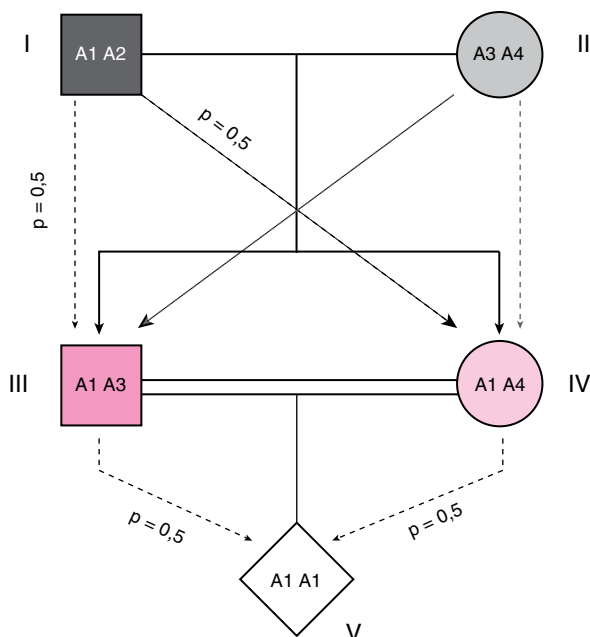 I
A1 A2
A3 A4
II
p = 0,5
p = 0,5
III
A1 A3
A1 A4
IV
p = 0,5
p = 0,5
A1 A1
V